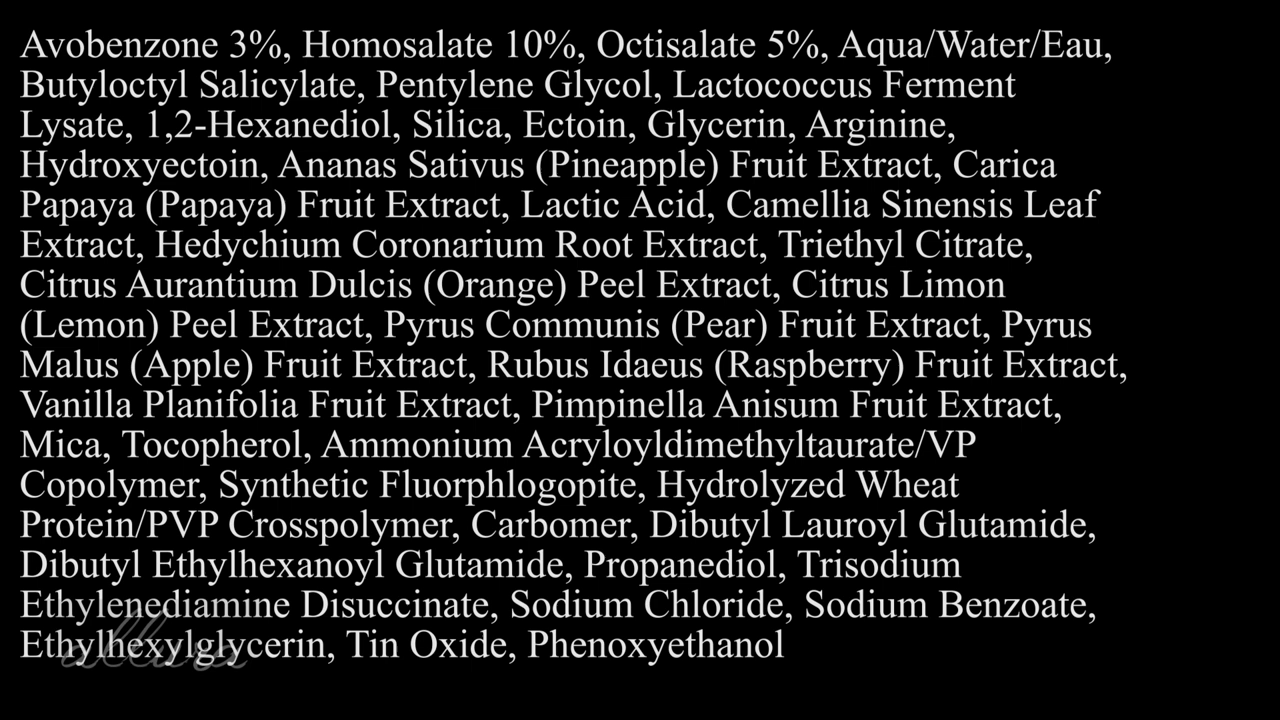 Avobenzone 3%, Homosalate 10%, Octisalate 5%, Aqua/Water/Eau,
Butyloctyl Salicylate, Pentylene Glycol, Lactococcus Ferment
Lysate, 1,2-Hexanediol, Silica, Ectoin, Glycerin, Arginine,
Hydroxyectoin, Ananas Sativus (Pineapple) Fruit Extract, Carica
Papaya (Papaya) Fruit Extract, Lactic Acid, Camellia Sinensis Leaf
Extract, Hedychium Coronarium Root Extract, Triethyl Citrate,
Citrus Aurantium Dulcis (Orange) Peel Extract, Citrus Limon
(Lemon) Peel Extract, Pyrus Communis (Pear) Fruit Extract, Pyrus
Malus (Apple) Fruit Extract, Rubus Idaeus (Raspberry) Fruit Extract,
Vanilla Planifolia Fruit Extract, Pimpinella Anisum Fruit Extract,
Mica, Tocopherol, Ammonium Acryloyldimethyltaurate/VP
Copolymer, Synthetic Fluorphlogopite, Hydrolyzed Wheat
Protein/PVP Crosspolymer, Carbomer, Dibutyl Lauroyl Glutamide,
Dibutyl Ethylhexanoyl Glutamide, Propanediol, Trisodium
Ethylenediamine Disuccinate, Sodium Chloride, Sodium Benzoate,
Ethylhexylglycerin, Tin Oxide, Phenoxyethanol
allura